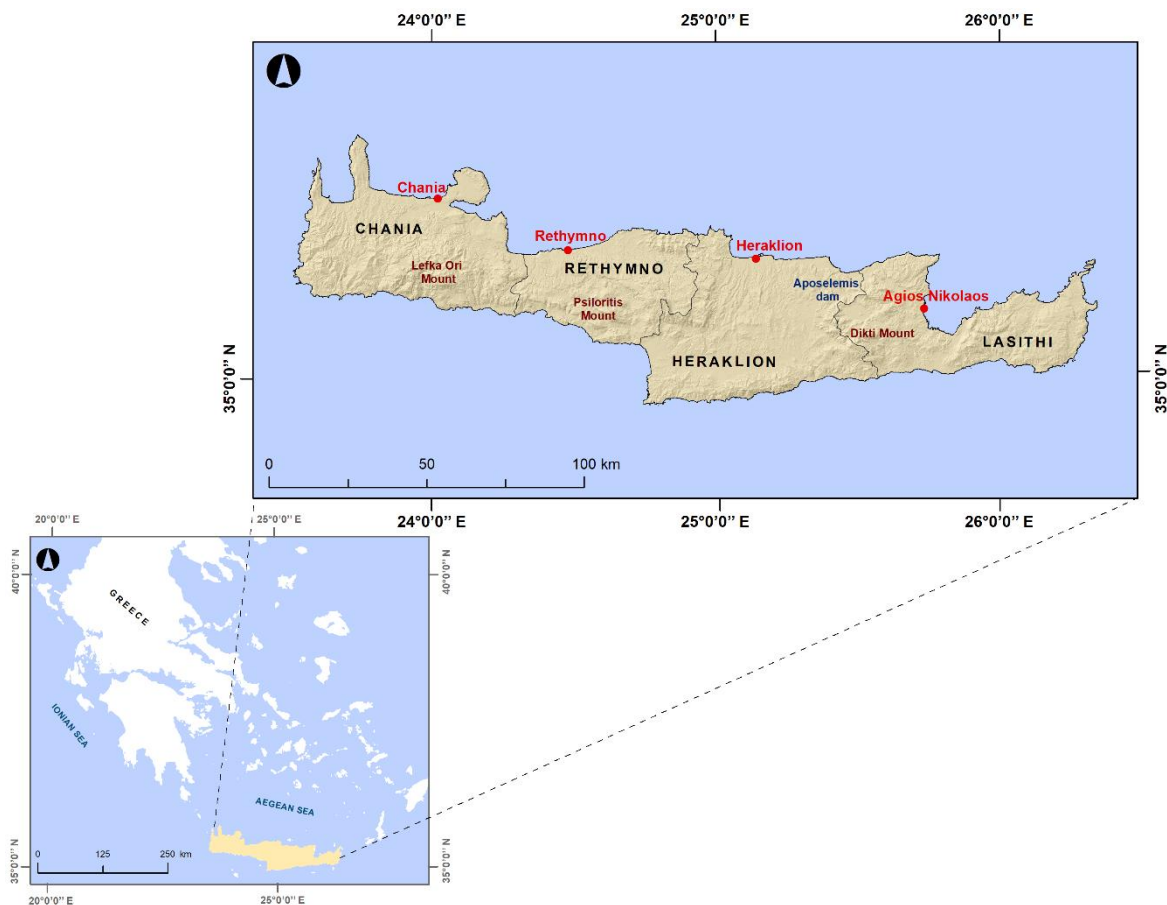 24°0'0" E
25°0'0" E
26°0'0" E
Chania
CHANIA
Lefka Ori
Mount
Rethymno
RETHYMNO
Psiloritis
Mount
Heraklion
HERAKLION
Aposelemis
dam
Agios Nikolaos
Dikti Mount
LASITHI
35°0'0" N
35°0'0" N
0 50 100 km
24°0'0" E
25°0'0" E
26°0'0" E
20°0'0" E
25°0'0" E
40°0'0" N
40°0'0" N
GREECE
IONIAN SEA
AEGEAN SEA
0 125 250 km
35°0'0" N
35°0'0" N
20°0'0" E
25°0'0" E